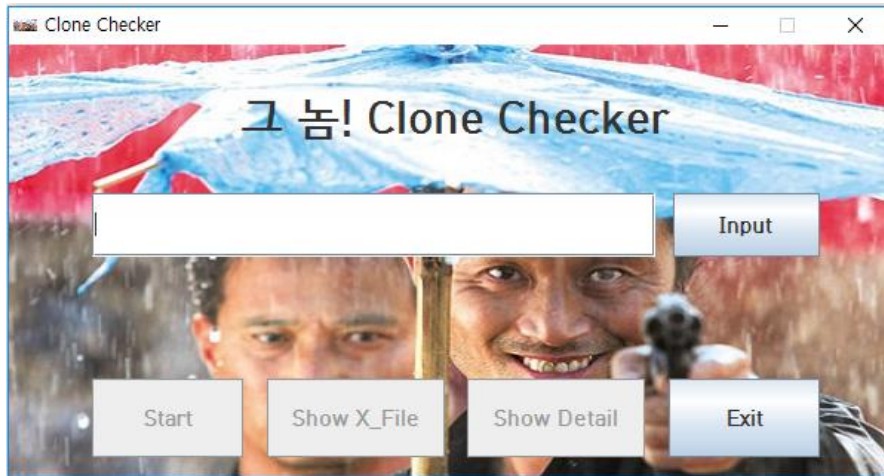 Clone Checker
그 놈! Clone Checker
Input
Start
Show X_File
Show Detail
Exit